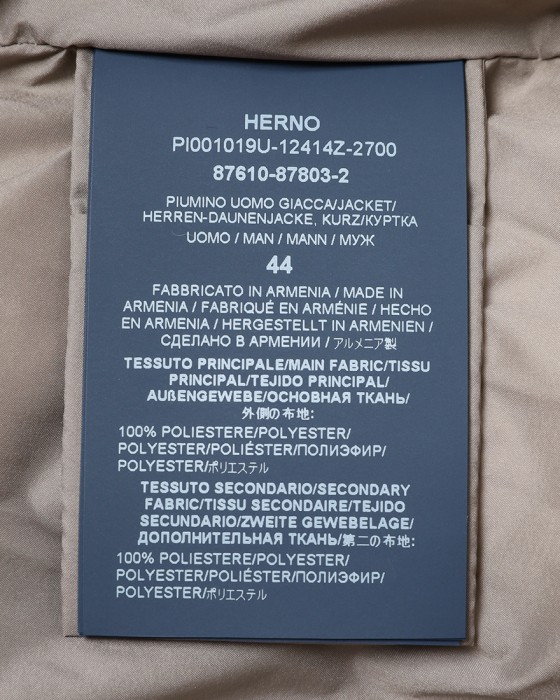 HERNO
PI001019U-12414Z-2700
87610-87803-2
PIUMINO UOMO GIACCA/JACKET/
HERREN-DAUNENJACKE, KURZ/КУРТКА
UOMO / MAN / MANN / МУЖ
44
FABBRICATO IN ARMENIA / MADE IN
ARMENIA / FABRIQUÉ EN ARMÉNIE / HECHO
EN ARMENIA / HERGESTELLT IN ARMENIEN /
СДЕЛАНО В АРМЕНИИ / アルメニア製
TESSUTO PRINCIPALE/MAIN FABRIC/TISSU
PRINCIPAL/TEJIDO PRINCIPAL/
AUßENGEWEBE/ОСНОВНАЯ ТКАНЬ/
外側の布地:
100% POLIESTERE/POLYESTER/
POLYESTER/POLIÉSTER/ПОЛИЭФИР/
POLYESTER/ポリエステル
TESSUTO SECONDARIO/SECONDARY
FABRIC/TISSU SECONDAIRE/TEJIDO
SECUNDARIO/ZWEITE GEWEBELAGE/
ДОПОЛНИТЕЛЬНАЯ ТКАНЬ/第二の布地:
100% POLIESTERE/POLYESTER/
POLYESTER/POLIÉSTER/ПОЛИЭФИР/
POLYESTER/ポリエステル